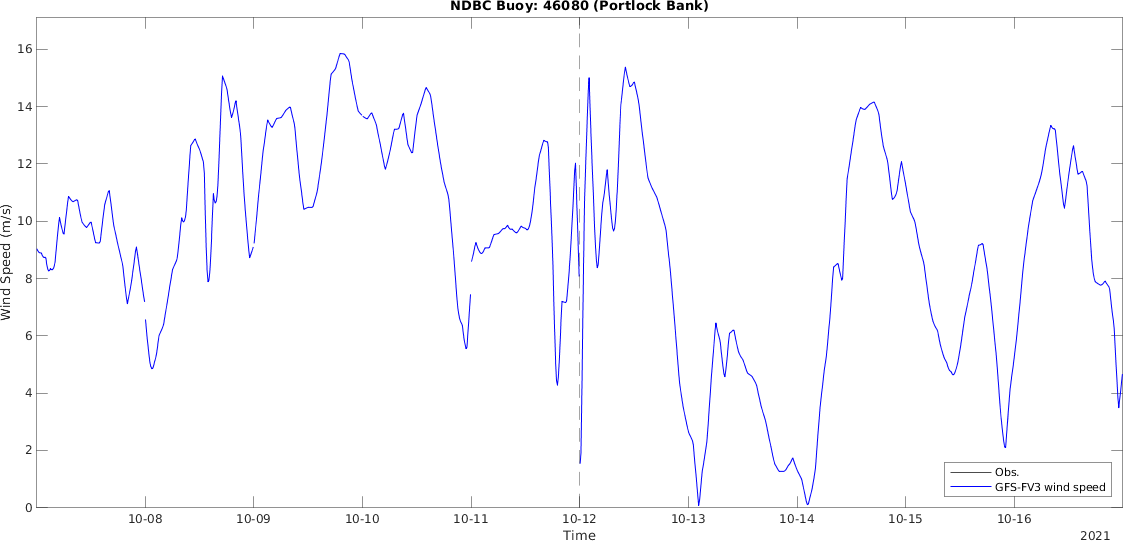 NDBC Buoy: 46080 (Portlock Bank)
Wind Speed (m/s)
16
14
12
10
8
6
4
2
0
Obs.
GFS-FV3 wind speed
10-08 10-09 10-10 10-11 10-12 10-13 10-14 10-15 10-16
Time
2021